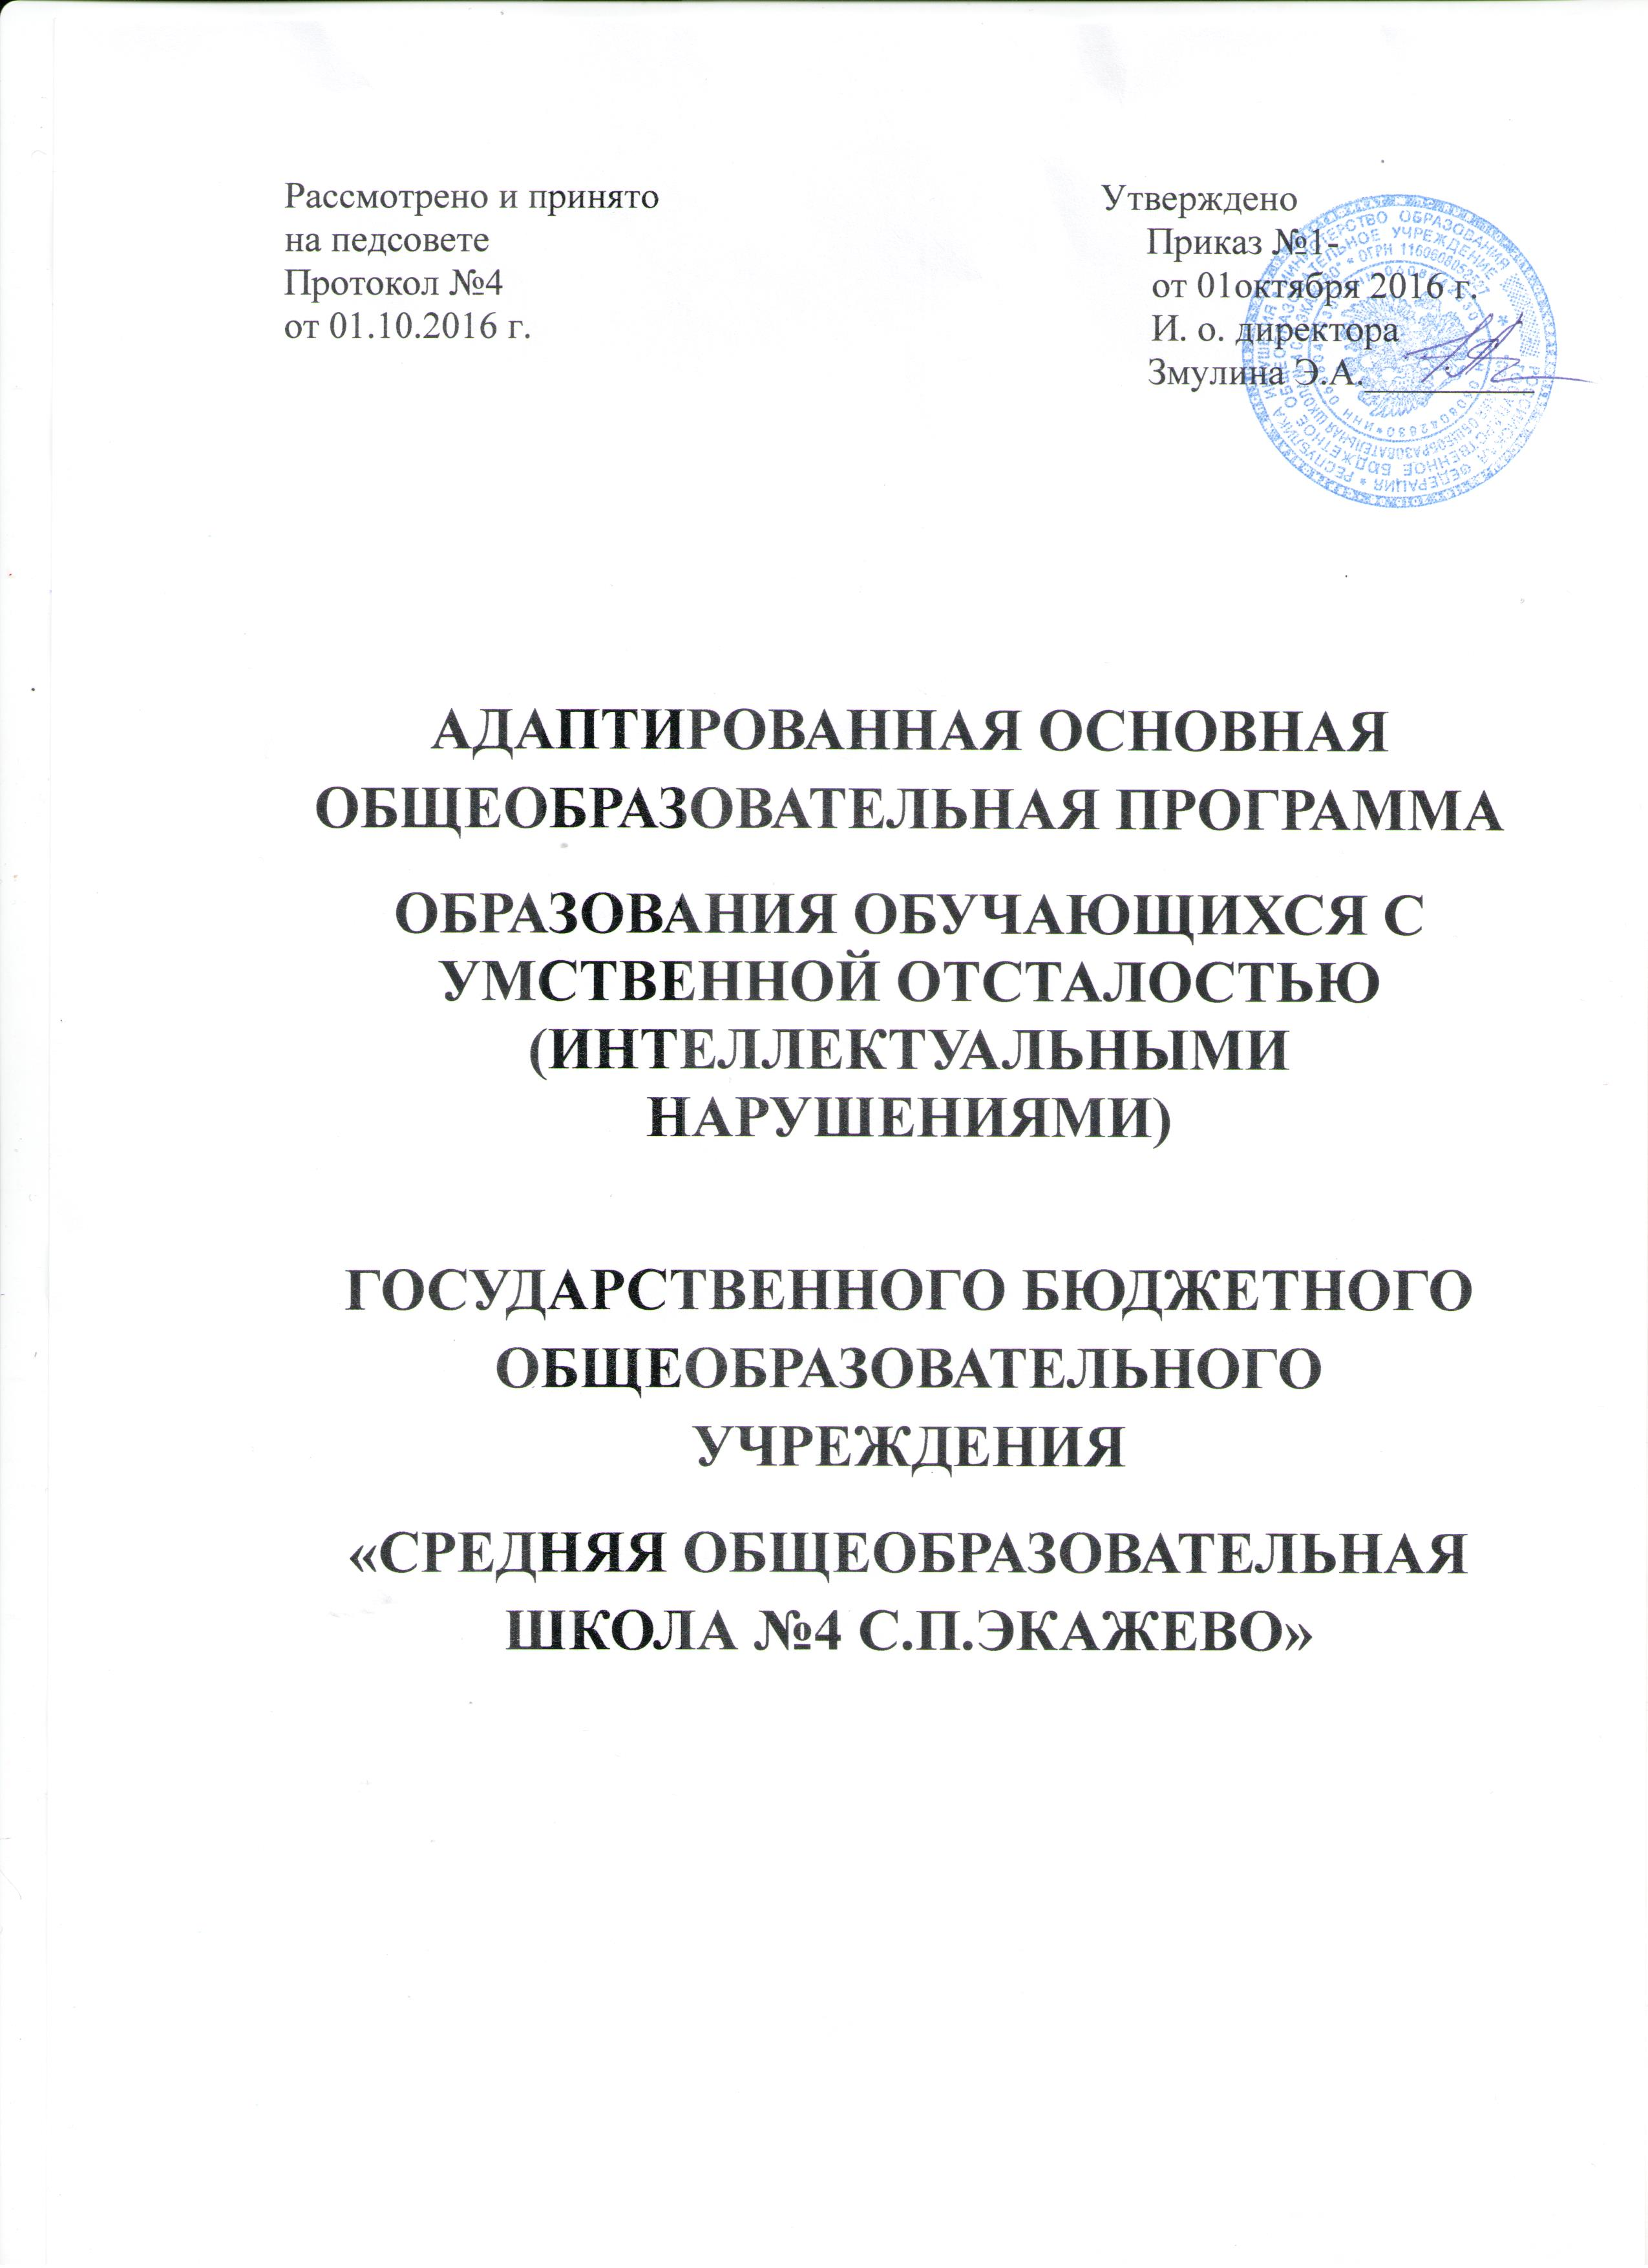 Рассмотрено и принято
на педсовете
Протокол №4
от 01.10.2016 г.
Утверждено
Приказ №1-
от 01октября 2016 г.
И. о. директора
Змулина Э.А.
АДАПТИРОВАННАЯ ОСНОВНАЯ
ОБЩЕОБРАЗОВАТЕЛЬНАЯ ПРОГРАММА
ОБРАЗОВАНИЯ ОБУЧАЮЩИХСЯ С
УМСТВЕННОЙ ОТСТАЛОСТЬЮ
(ИНТЕЛЛЕКТУАЛЬНЫМИ
НАРУШЕНИЯМИ)
ГОСУДАРСТВЕННОГО БЮДЖЕТНОГО
ОБЩЕОБРАЗОВАТЕЛЬНОГО
УЧРЕЖДЕНИЯ
«СРЕДНЯЯ ОБЩЕОБРАЗОВАТЕЛЬНАЯ
ШКОЛА №4 С.П.ЭКАЖЕВО»